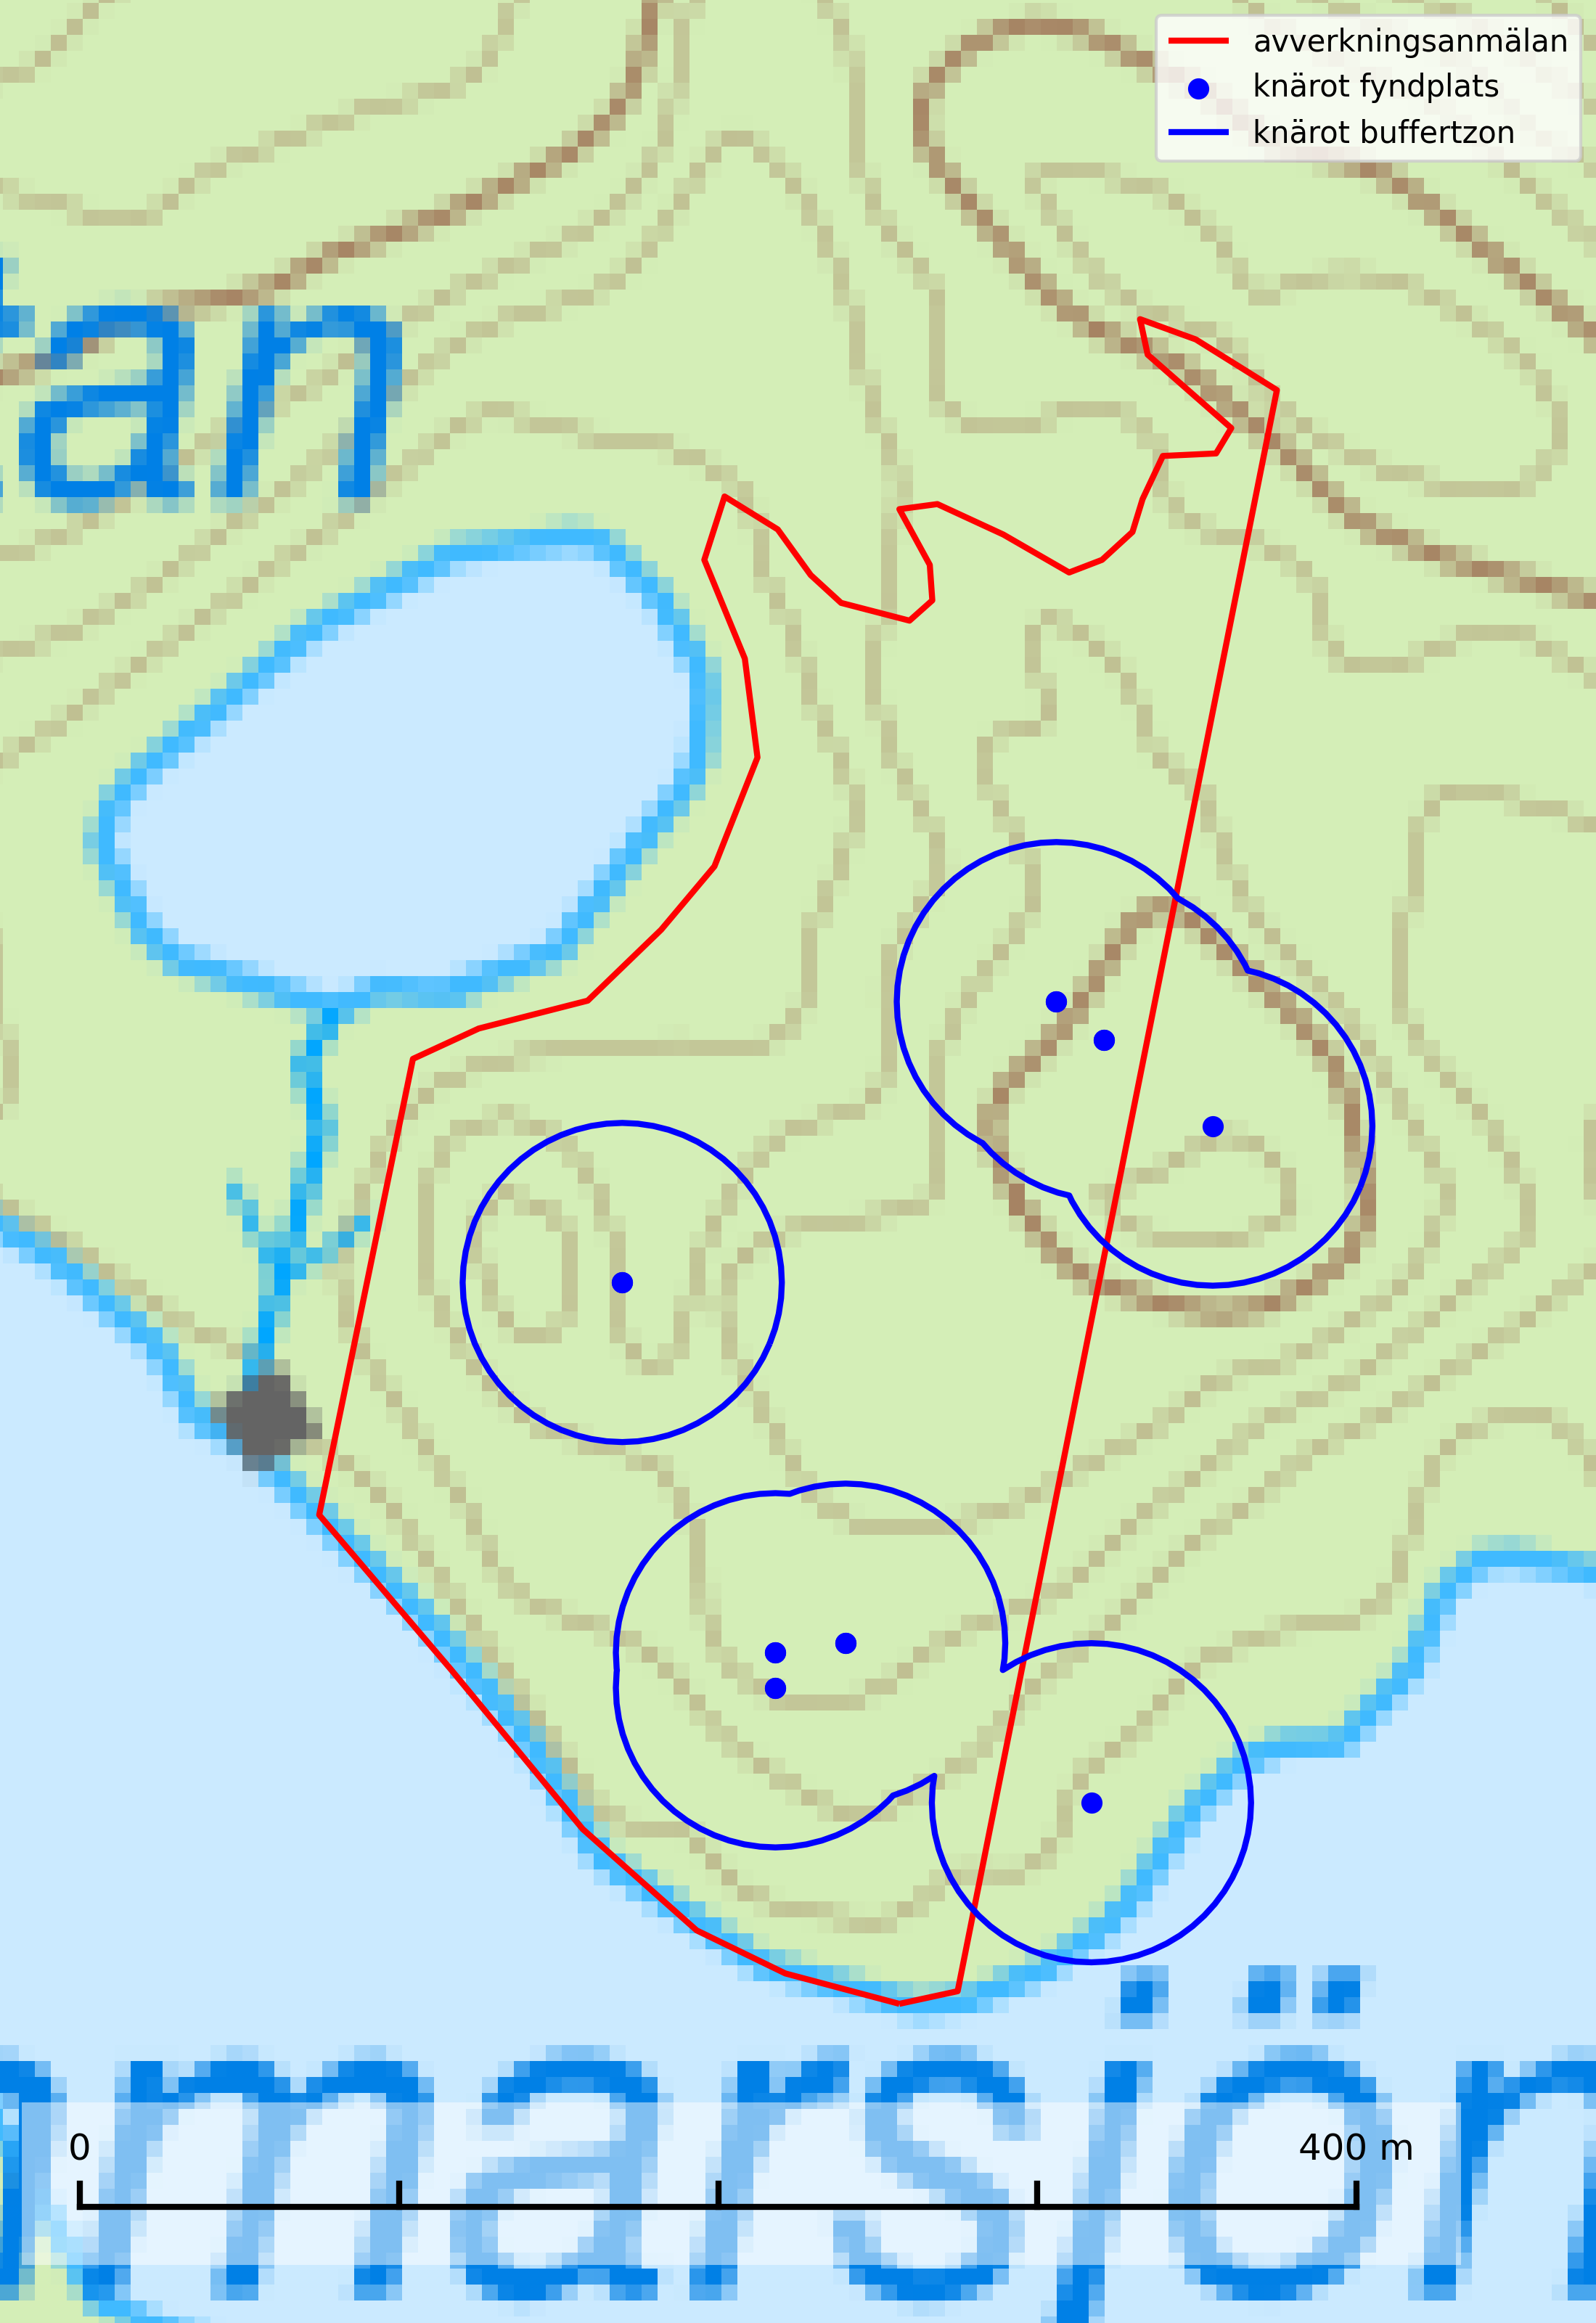 avverkningsanmälan
knärot fyndplats
knärot buffertzon
an
marsjön
0 400 m